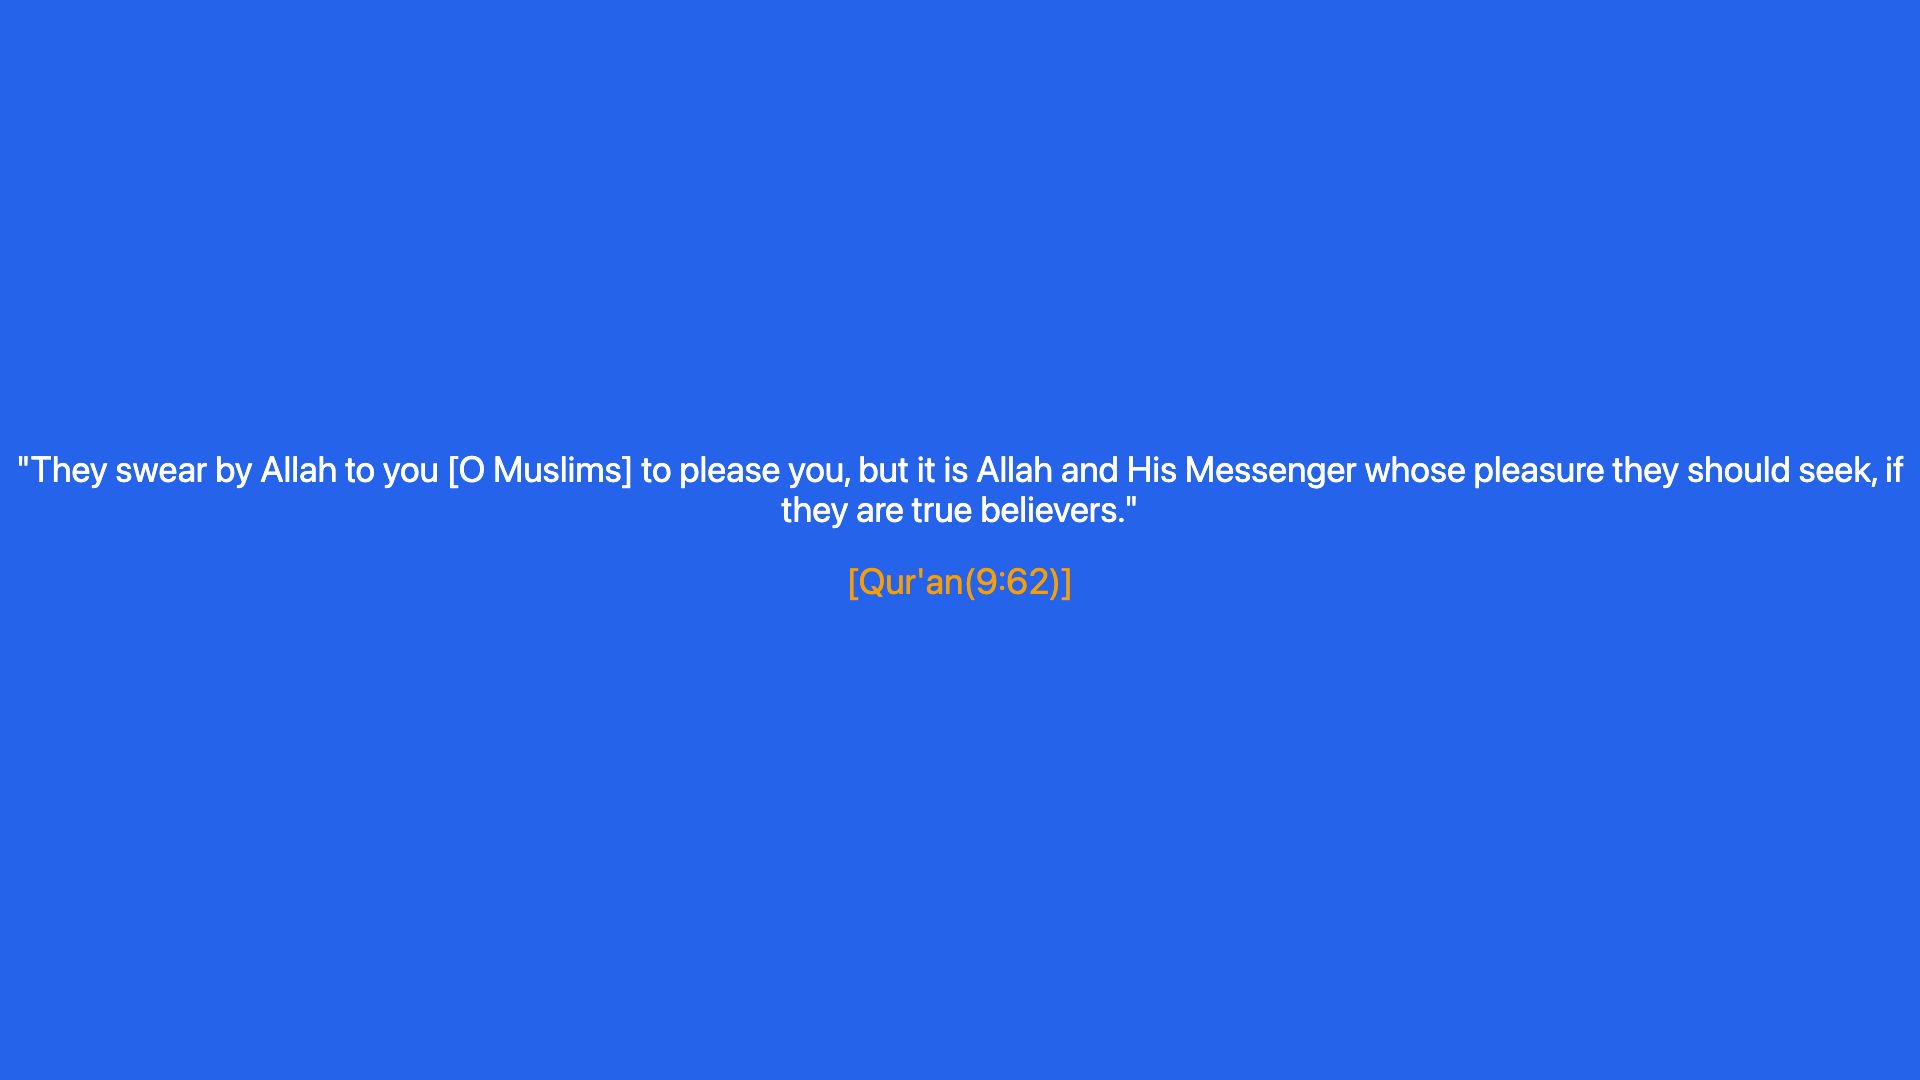 "They swear by Allah to you [O Muslims] to please you, but it is Allah and His Messenger whose pleasure they should seek, if
they are true believers."
[Qur'an(9:62)]